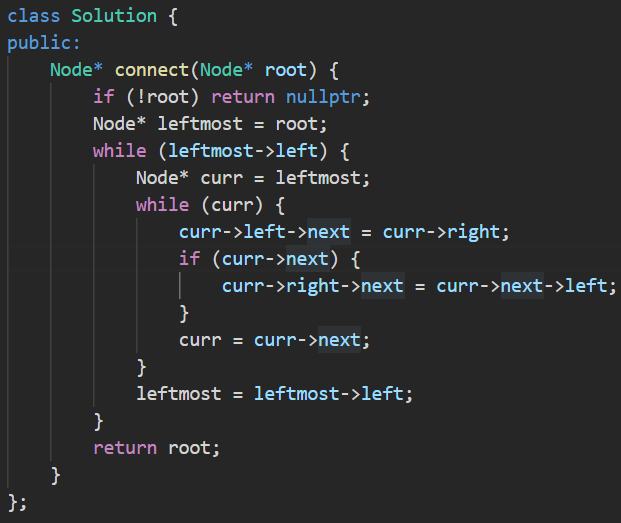 class Solution {
public:
    Node* connect(Node* root) {
        if (!root) return nullptr;
        Node* leftmost = root;
        while (leftmost->left) {
            Node* curr = leftmost;
            while (curr) {
                curr->left->next = curr->right;
                if (curr->next) {
                    curr->right->next = curr->next->left;
                }
                curr = curr->next;
            }
            leftmost = leftmost->left;
        }
        return root;
    }
};